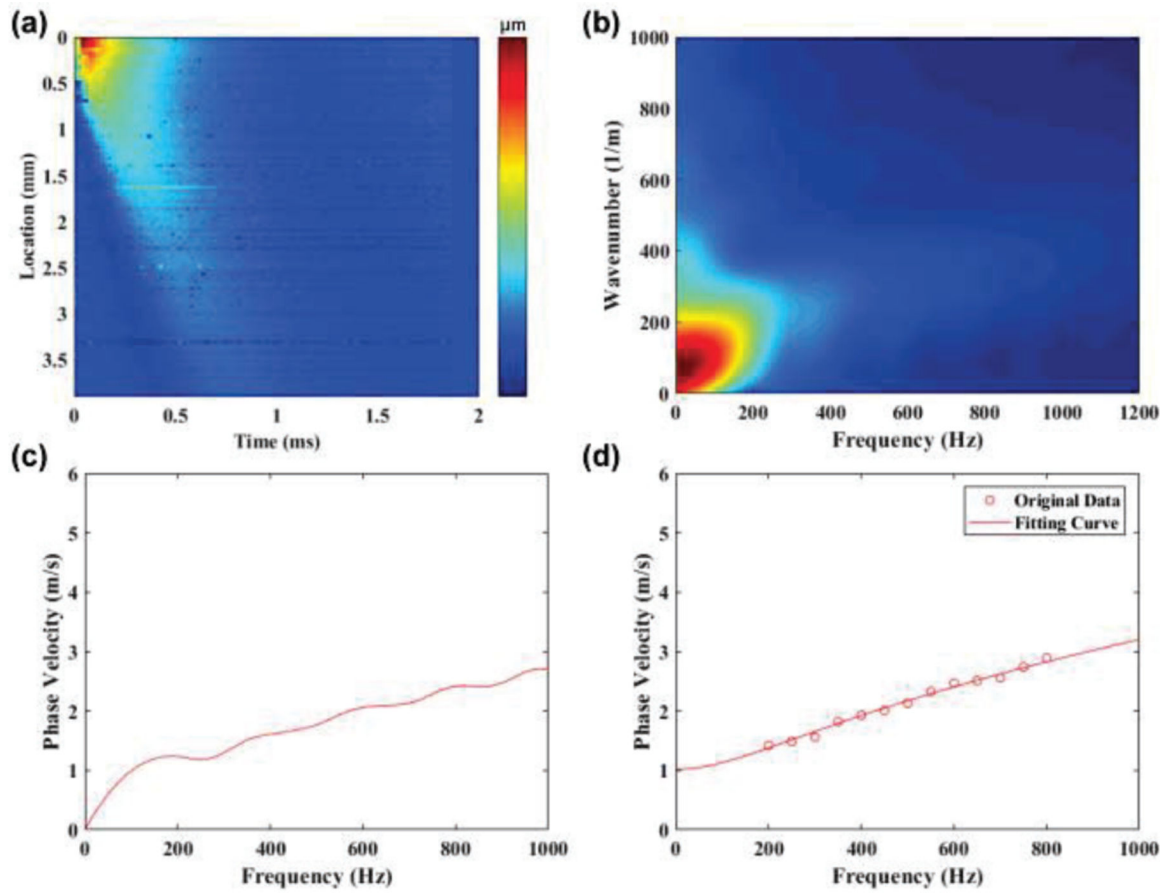 (a)
µm
0
0.5
1
1.5
2
2.5
3
3.5
Location (mm)
0 0.5 1 1.5 2
Time (ms)
(b)
1000
800
600
400
200
0
Wavenumber (1/m)
0 200 400 600 800 1000 1200
Frequency (Hz)
(c)
6
5
4
3
2
1
0
Phase Velocity (m/s)
0 200 400 600 800 1000
Frequency (Hz)
(d)
Original Data
Fitting Curve
6
5
4
3
2
1
0
Phase Velocity (m/s)
0 200 400 600 800 1000
Frequency (Hz)